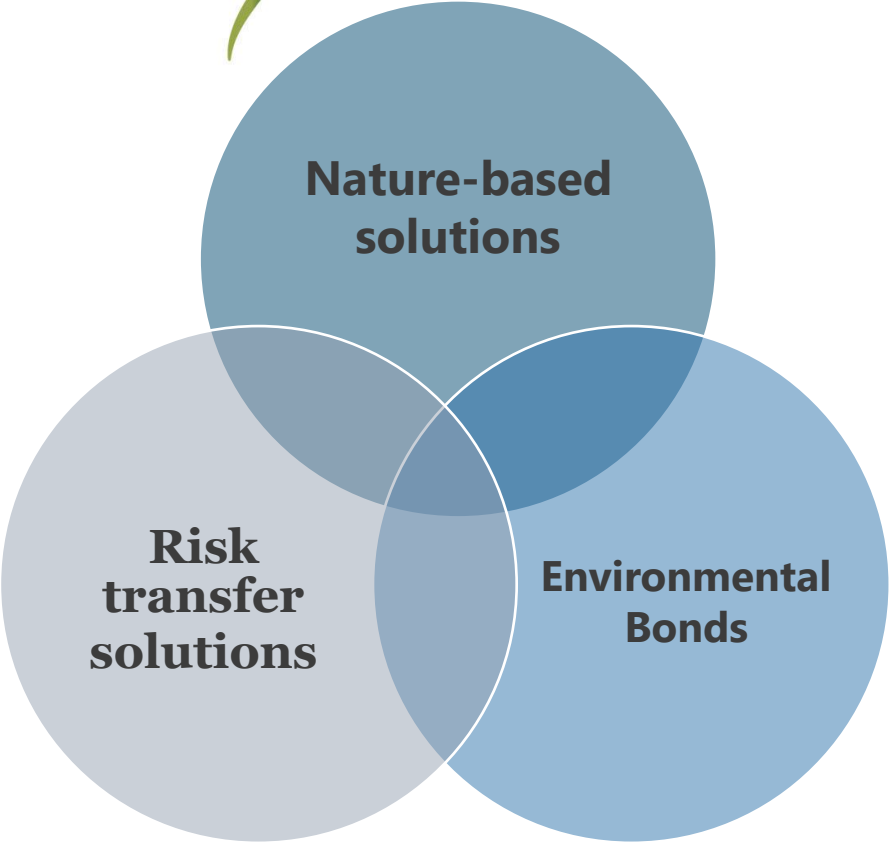 Nature-based
solutions
Risk
transfer
solutions
Environmental
Bonds